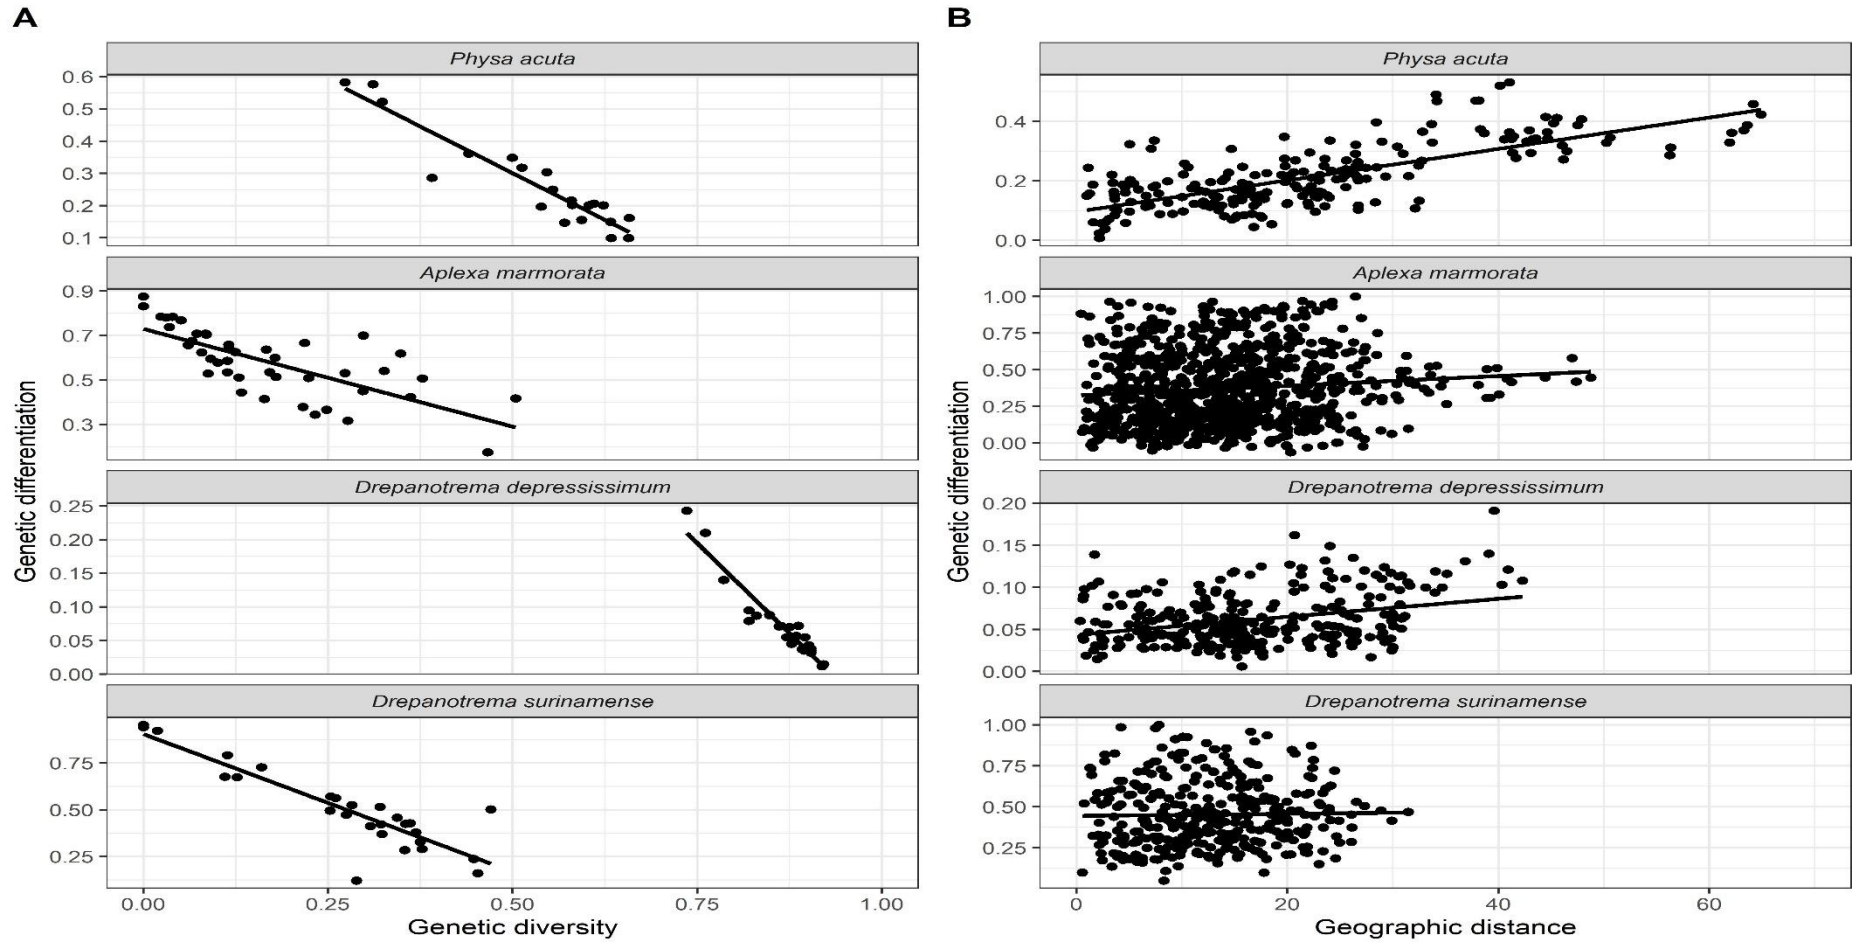 A
Genetic differentiation
Physa acuta
0.6
0.5
0.4
0.3
0.2
0.1
Aplexa marmorata
0.9
0.7
0.5
0.3
Drepanotrema depressissimum
0.25
0.20
0.15
0.10
0.05
0.00
Drepanotrema surinamense
0.75
0.50
0.25
0.00 0.25 0.50 0.75 1.00
Genetic diversity
B
Genetic differentiation
Physa acuta
0.4
0.2
0.0
Aplexa marmorata
1.00
0.75
0.50
0.25
0.00
Drepanotrema depressissimum
0.20
0.15
0.10
0.05
0.00
Drepanotrema surinamense
1.00
0.75
0.50
0.25
0 20 40 60
Geographic distance